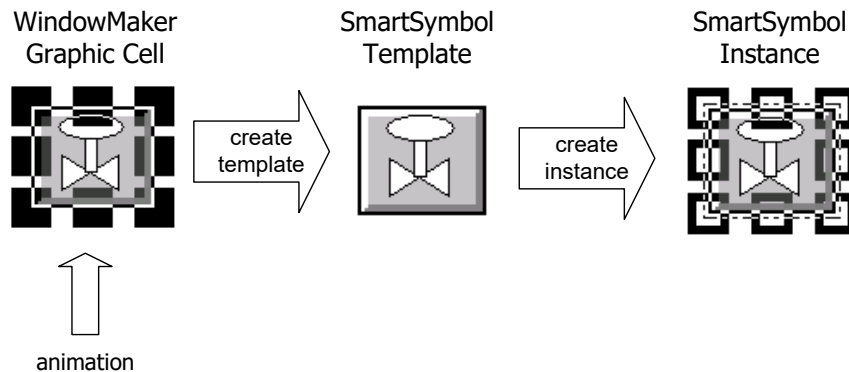 WindowMaker
Graphic Cell
SmartSymbol
Template
SmartSymbol
Instance
create
template
create
instance
animation